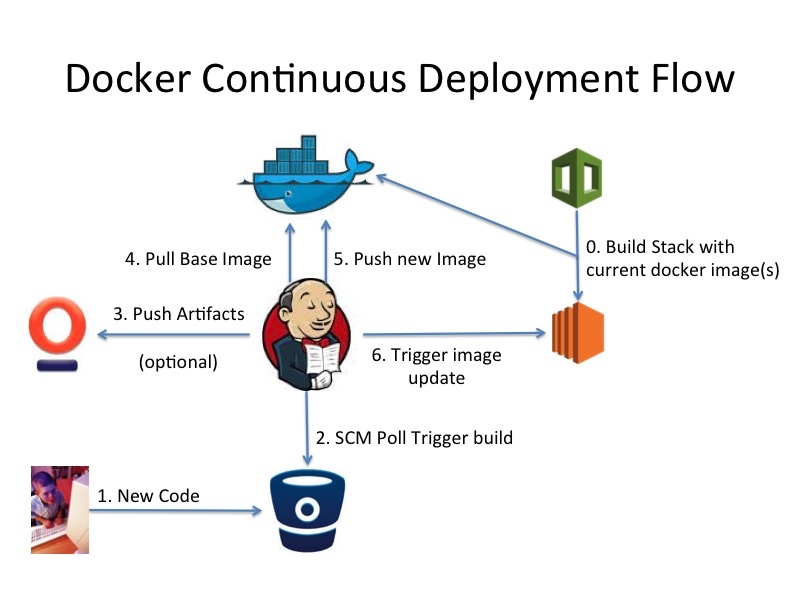 Docker Continuous Deployment Flow
0. Build Stack with
current docker image(s)
4. Pull Base Image
5. Push new Image
3. Push Artifacts
(optional)
6. Trigger image
update
2. SCM Poll Trigger build
1. New Code